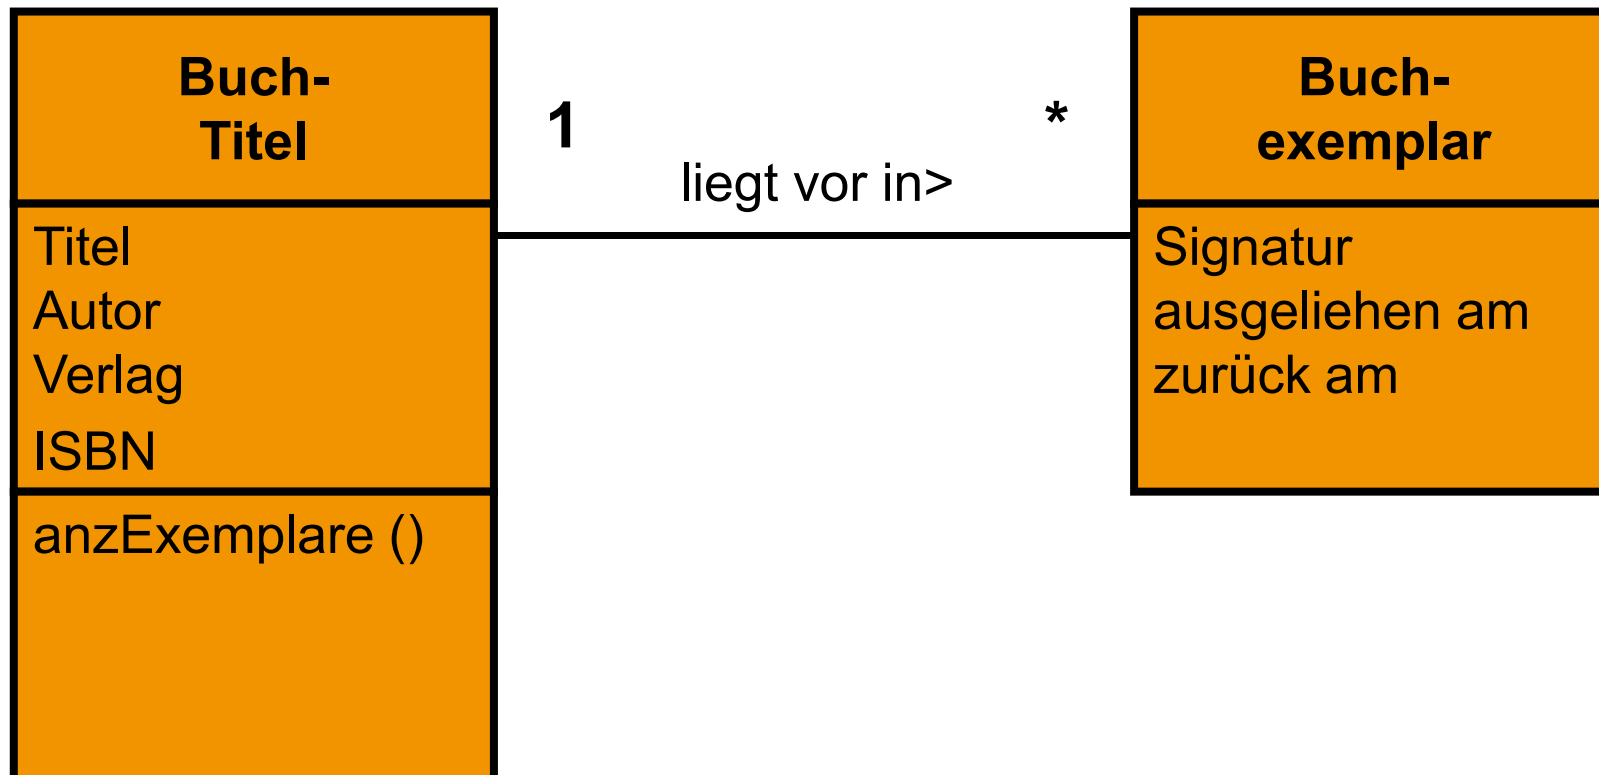 Buch-
Titel
Titel
Autor
Verlag
ISBN
anzExemplare ()
1
*
liegt vor in>
Buch-
exemplar
Signatur
ausgeliehen am
zurück am